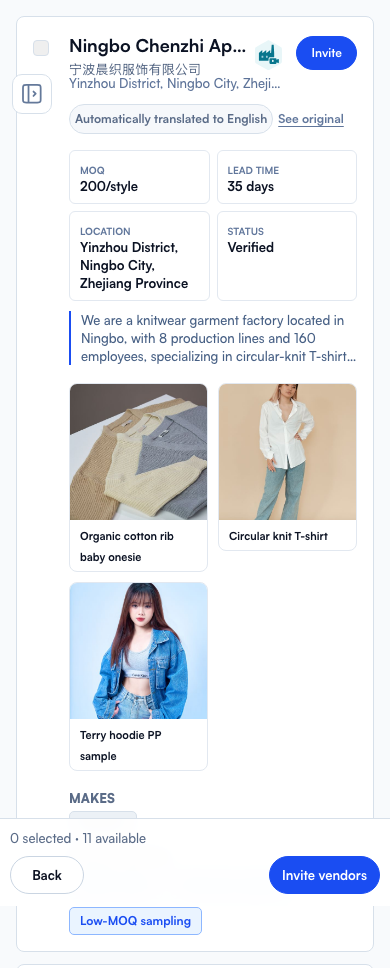 Ningbo Chenzhi Ap...
Invite
宁波晨织服饰有限公司
Yinzhou District, Ningbo City, Zheji...
Automatically translated to English
See original
MOQ
200/style
LEAD TIME
35 days
LOCATION
Yinzhou District,
Ningbo City,
Zhejiang Province
STATUS
Verified
We are a knitwear garment factory located in
Ningbo, with 8 production lines and 160
employees, specializing in circular-knit T-shirt...
Organic cotton rib
baby onesie
Circular knit T-shirt
Terry hoodie PP
sample
MAKES
0 selected · 11 available
Back
Invite vendors
Low-MOQ sampling